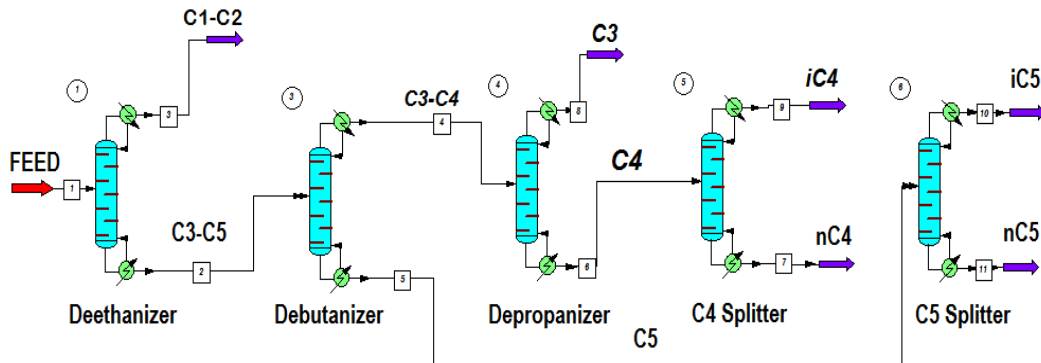 C1-C2
C3
iC4
iC5
1
3
4
5
6
3
C3-C4
4
8
9
10
FEED
1
C4
C3-C5
nC4
nC5
2
5
6
7
11
Deethanizer
Debutanizer
Depropanizer
C4 Splitter
C5 Splitter
C5